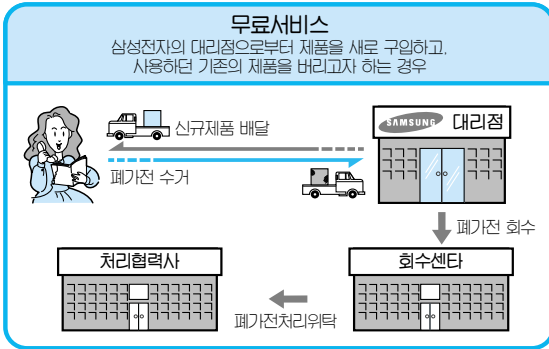 무료서비스
삼성전자의 대리점으로부터 제품을 새로 구입하고,
사용하던 기존의 제품을 버리고자 하는 경우
신규제품 배달
SAMSUNG 대리점
폐가전 수거
폐가전 회수
처리협력사
회수센타
폐가전처리위탁